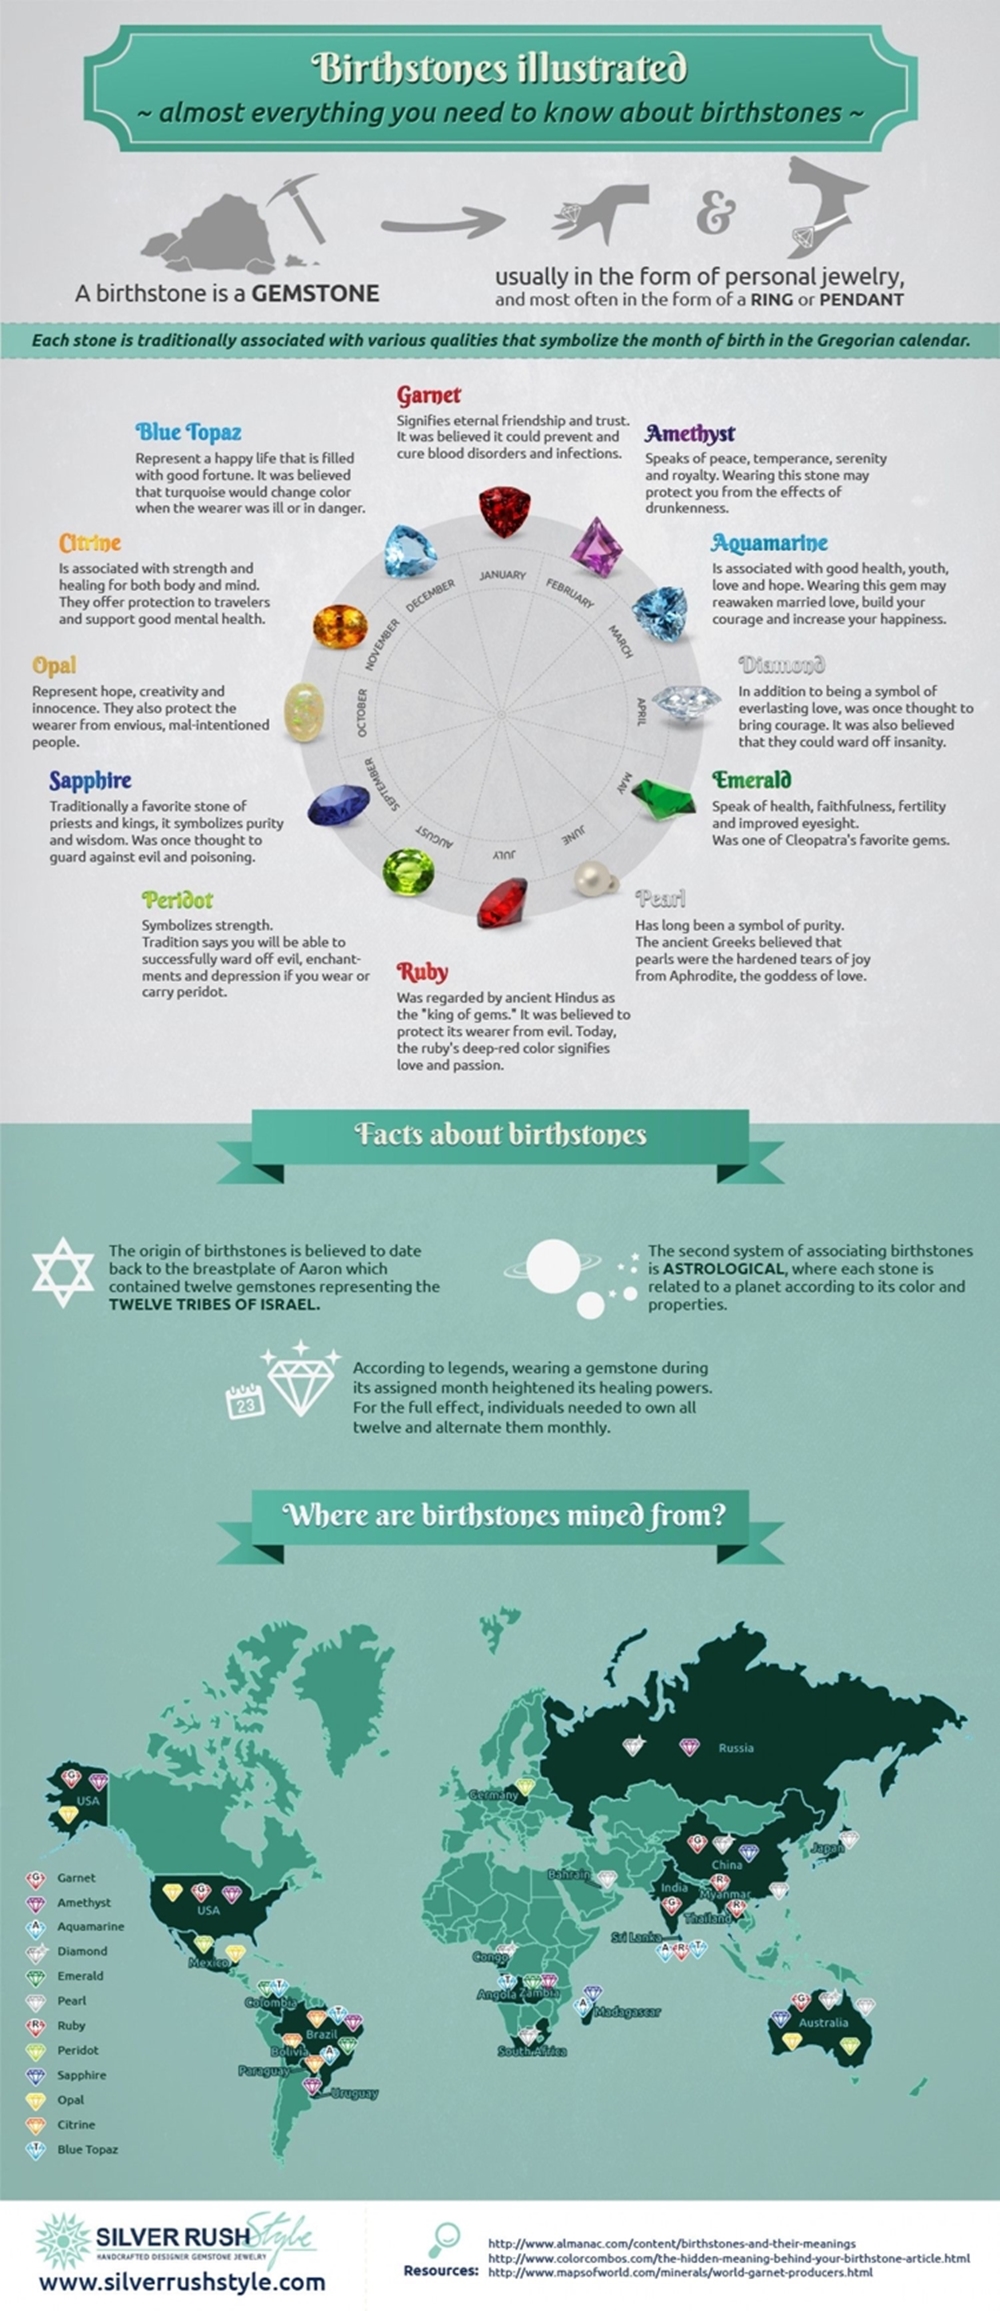 Birthstones illustrated
~ almost everything you need to know about birthstones ~
&
A birthstone is a GEMSTONE
usually in the form of personal jewelry,
and most often in the form of a RING or PENDANT
Each stone is traditionally associated with various qualities that symbolize the month of birth in the Gregorian calendar.
Garnet
Signifies eternal friendship and trust.
It was believed it could prevent and
cure blood disorders and infections.
Amethyst
Speaks of peace, temperance, serenity
and royalty. Wearing this stone may
protect you from the effects of
drunkenness.
Aquamarine
Is associated with good health, youth,
love and hope. Wearing this gem may
reawaken married love, build your
courage and increase your happiness.
Diamond
In addition to being a symbol of
everlasting love, was once thought to
bring courage. It was also believed
that they could ward off insanity.
Emerald
Speak of health, faithfulness, fertility
and improved eyesight.
Was one of Cleopatra's favorite gems.
Pearl
Has long been a symbol of purity.
The ancient Greeks believed that
pearls were the hardened tears of joy
from Aphrodite, the goddess of love.
Ruby
Was regarded by ancient Hindus as
the "king of gems." It was believed to
protect its wearer from evil. Today,
the ruby's deep-red color signifies
love and passion.
Peridot
Symbolizes strength.
Tradition says you will be able to
successfully ward off evil, enchant-
ments and depression if you wear or
carry peridot.
Sapphire
Traditionally a favorite stone of
priests and kings, it symbolizes purity
and wisdom. Was once thought to
guard against evil and poisoning.
Opal
Represent hope, creativity and
innocence. They also protect the
wearer from envious, mal-intentioned
people.
Citrine
Is associated with strength and
healing for both body and mind.
They offer protection to travelers
and support good mental health.
Blue Topaz
Represent a happy life that is filled
with good fortune. It was believed
that turquoise would change color
when the wearer was ill or in danger.
JANUARY
FEBRUARY
MARCH
APRIL
MAY
JUNE
JULY
AUGUST
SEPTEMBER
OCTOBER
NOVEMBER
DECEMBER
Facts about birthstones
The origin of birthstones is believed to date
back to the breastplate of Aaron which
contained twelve gemstones representing the
TWELVE TRIBES OF ISRAEL.
The second system of associating birthstones
is ASTROLOGICAL, where each stone is
related to a planet according to its color and
properties.
23
According to legends, wearing a gemstone during
its assigned month heightened its healing powers.
For the full effect, individuals needed to own all
twelve and alternate them monthly.
Where are birthstones mined from?
Russia
G
USA
Germany
Japan
G
China
Bahrain
R
India
Myanmar
G
R
Thailand
Sri Lanka
A R T
G
USA
Mexico
Congo
T
Angola
Zambia
A
Madagascar
South Africa
T
Colombia
T
Brazil
Bolivia
A
Paraguay
Uruguay
G
Australia
G Garnet
Amethyst
A Aquamarine
Diamond
Emerald
Pearl
R Ruby
Peridot
Sapphire
Opal
Citrine
T Blue Topaz
SILVER RUSH Style
HANDCRAFTED DESIGNER GEMSTONE JEWELRY
www.silverrushstyle.com
Resources:
http://www.almanac.com/content/birthstones-and-their-meanings
http://www.colorcombos.com/the-hidden-meaning-behind-your-birthstone-article.html
http://www.mapsofworld.com/minerals/world-garnet-producers.html